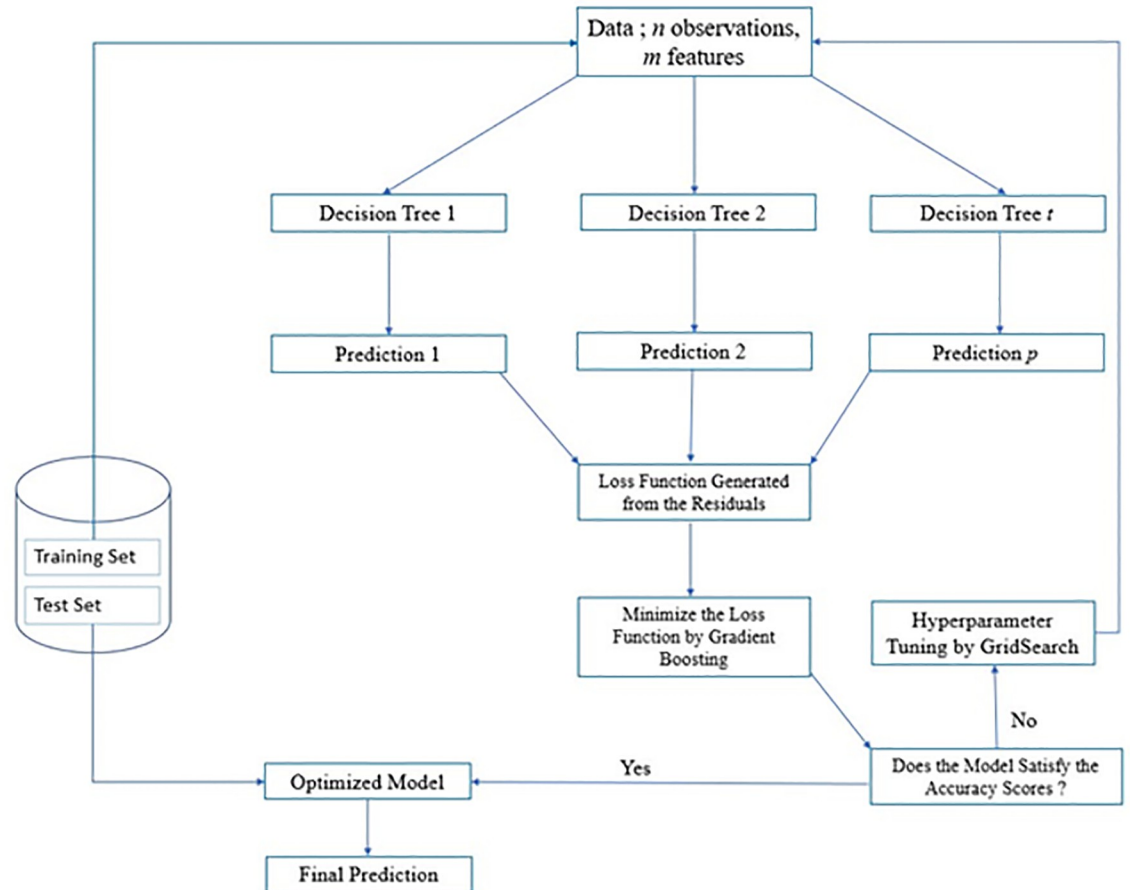 Data ; n observations,
m features
Decision Tree 1
Decision Tree 2
Decision Tree t
Prediction 1
Prediction 2
Prediction p
Loss Function Generated
from the Residuals
Training Set
Test Set
Minimize the Loss
Function by Gradient
Boosting
Hyperparameter
Tuning by GridSearch
No
Does the Model Satisfy the
Accuracy Scores ?
Yes
Optimized Model
Final Prediction